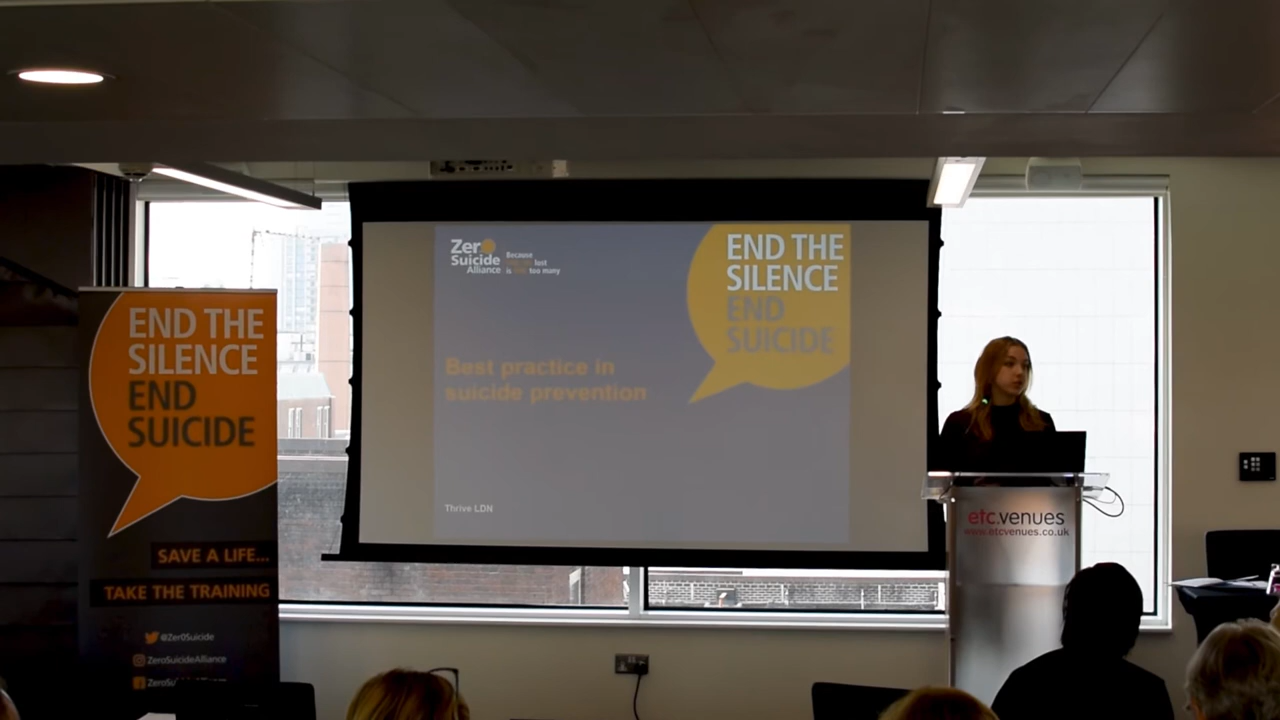 END THE
SILENCE
END
SUICIDE
SAVE A LIFE...
TAKE THE TRAINING
@Zer0Suicide
ZeroSuicideAlliance
Zero
Suicide
Alliance
Because
lost
is one too many
END THE
SILENCE
END
SUICIDE
Best practice in
suicide prevention
Thrive LDN
etc.venues
www.etcvenues.co.uk